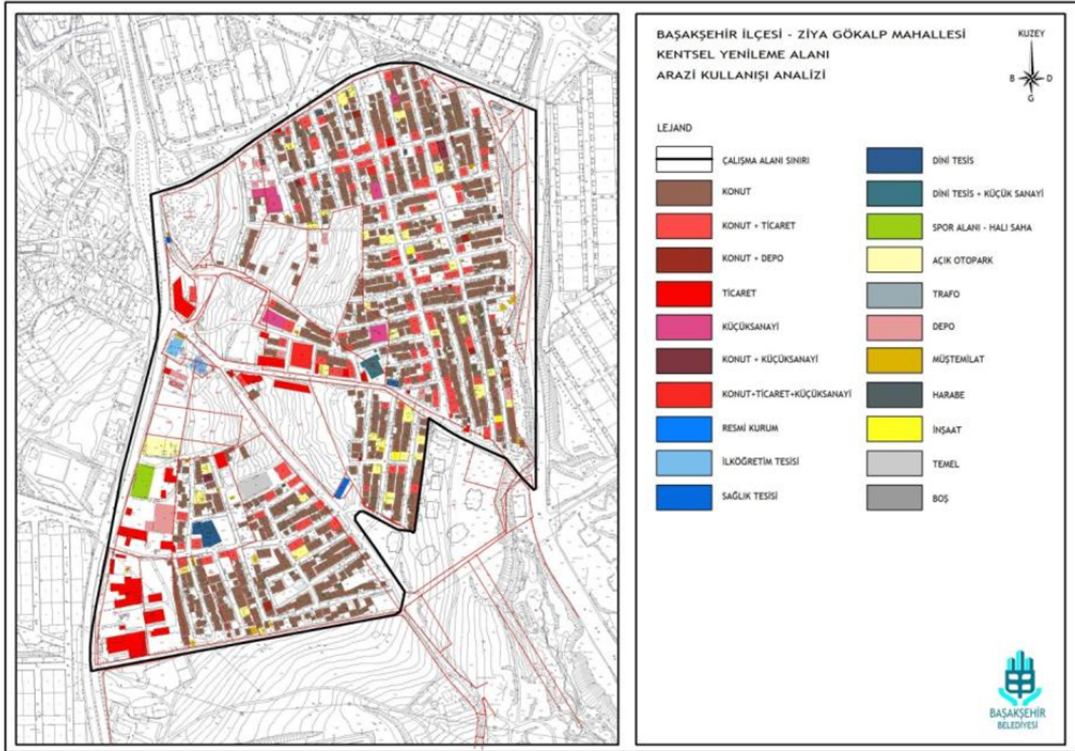 BAŞAKŞEHİR İLÇESİ - ZİYA GÖKALP MAHALLESİ
KENTSEL YENİLEME ALANI
ARAZİ KULLANIŞI ANALİZİ
KUZEY
B
D
G
LEJAND
ÇALIŞMA ALANI SINIRI
KONUT
KONUT + TİCARET
KONUT + DEPO
TİCARET
KÜÇÜKSANAYİ
KONUT + KÜÇÜKSANAYİ
KONUT+TİCARET+KÜÇÜKSANAYİ
RESMİ KURUM
İLKÖĞRETİM TESİSİ
SAĞLIK TESİSİ
DİNİ TESİS
DİNİ TESİS + KÜÇÜK SANAYİ
SPOR ALANI - HALI SAHA
AÇIK OTOPARK
TRAFO
DEPO
MÜŞTEMİLAT
HARABE
İNŞAAT
TEMEL
BOŞ
BAŞAKŞEHİR
BELEDİYESİ